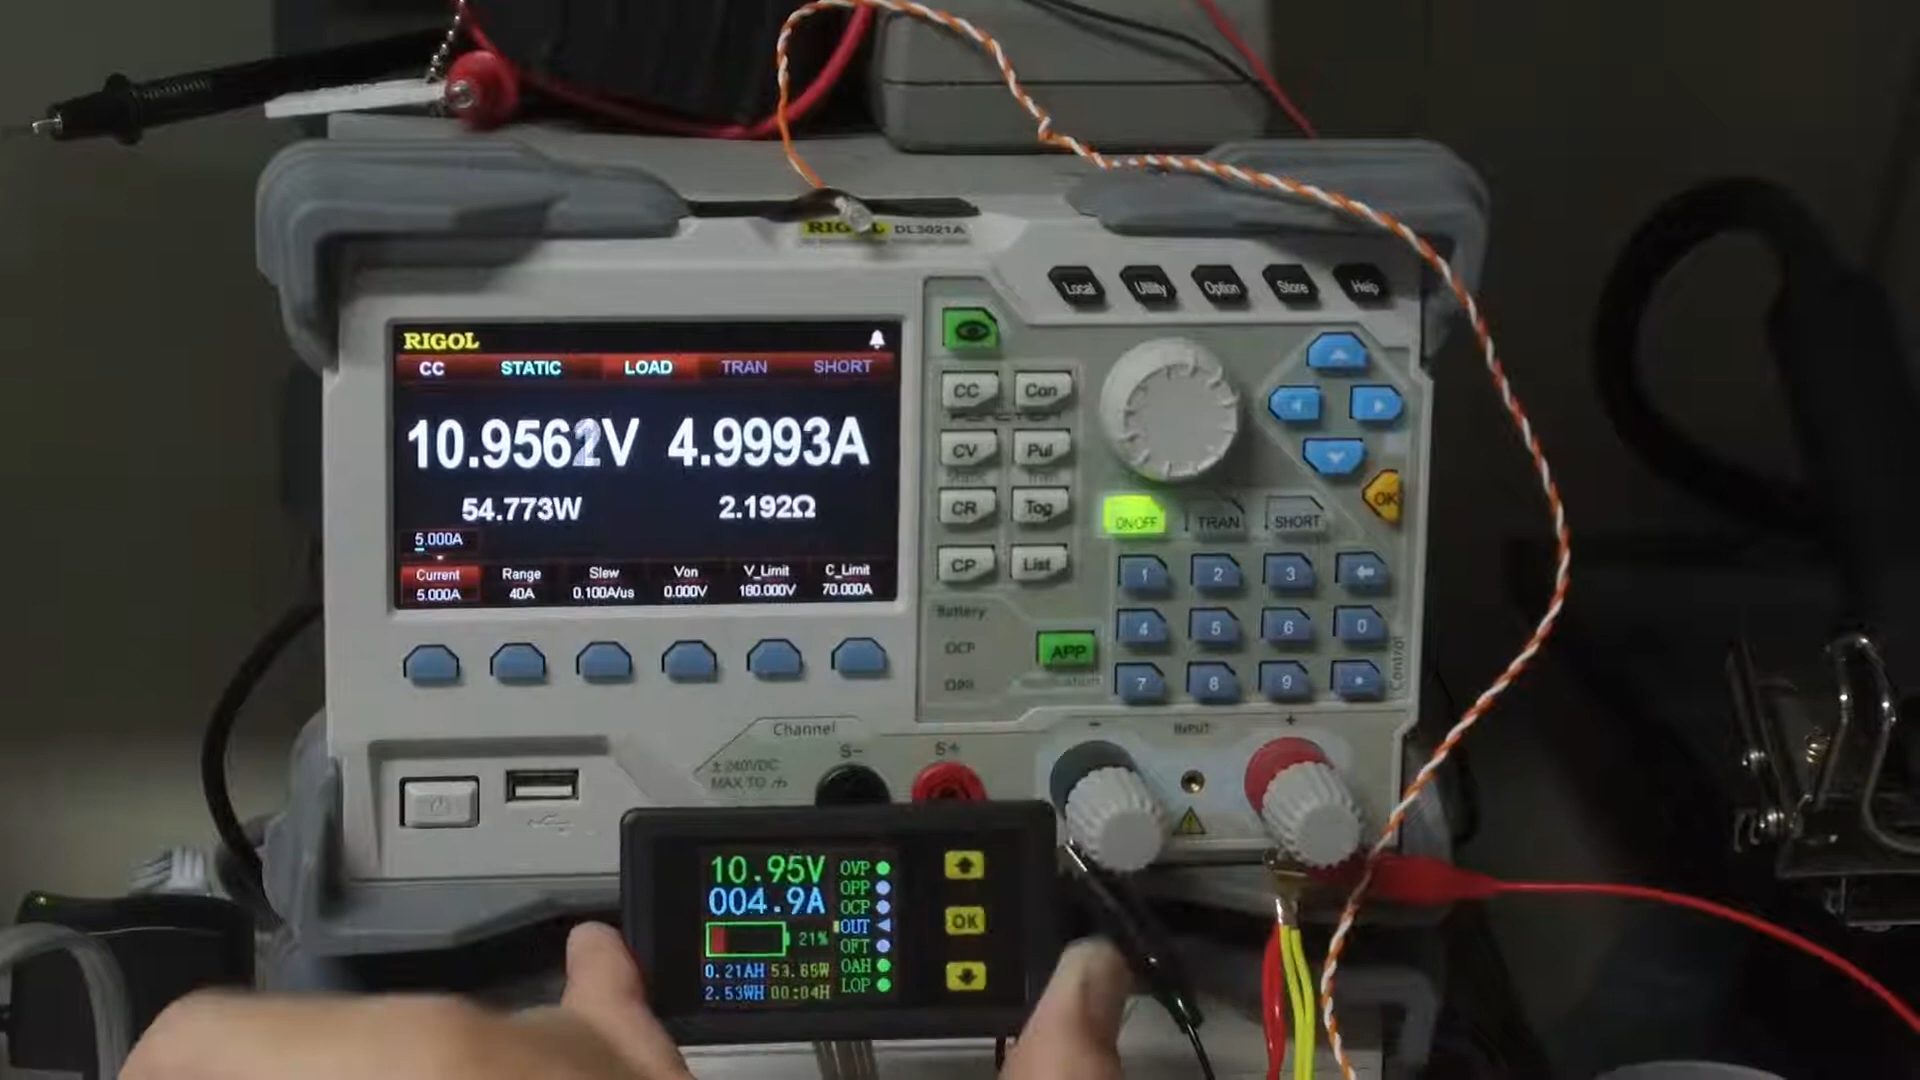 RIGOL DL3021A
Local Utility Option Store Help
RIGOL
CC STATIC LOAD TRAN SHORT
10.9562V 4.9993A
54.773W 2.192Ω
5.000A
Current Range Slew Von V_Limit C_Limit
5.000A 40A 0.100A/us 0.000V 180.000V 70.000A
CC Con
CV Pul
CR Tog
CP List
OK
ON/OFF TRAN SHORT
1 2 3
4 5 6 0
7 8 9
Battery
OCP
APP
Control
Channel
S- S+
- INPUT +
± 240VDC
MAX TO
10.95V
004.9A
21%
0.21AH 53.65W
2.53WH 00:04H
OVP
OPP
OCP
OUT
OFT
OAH
LOP
OK